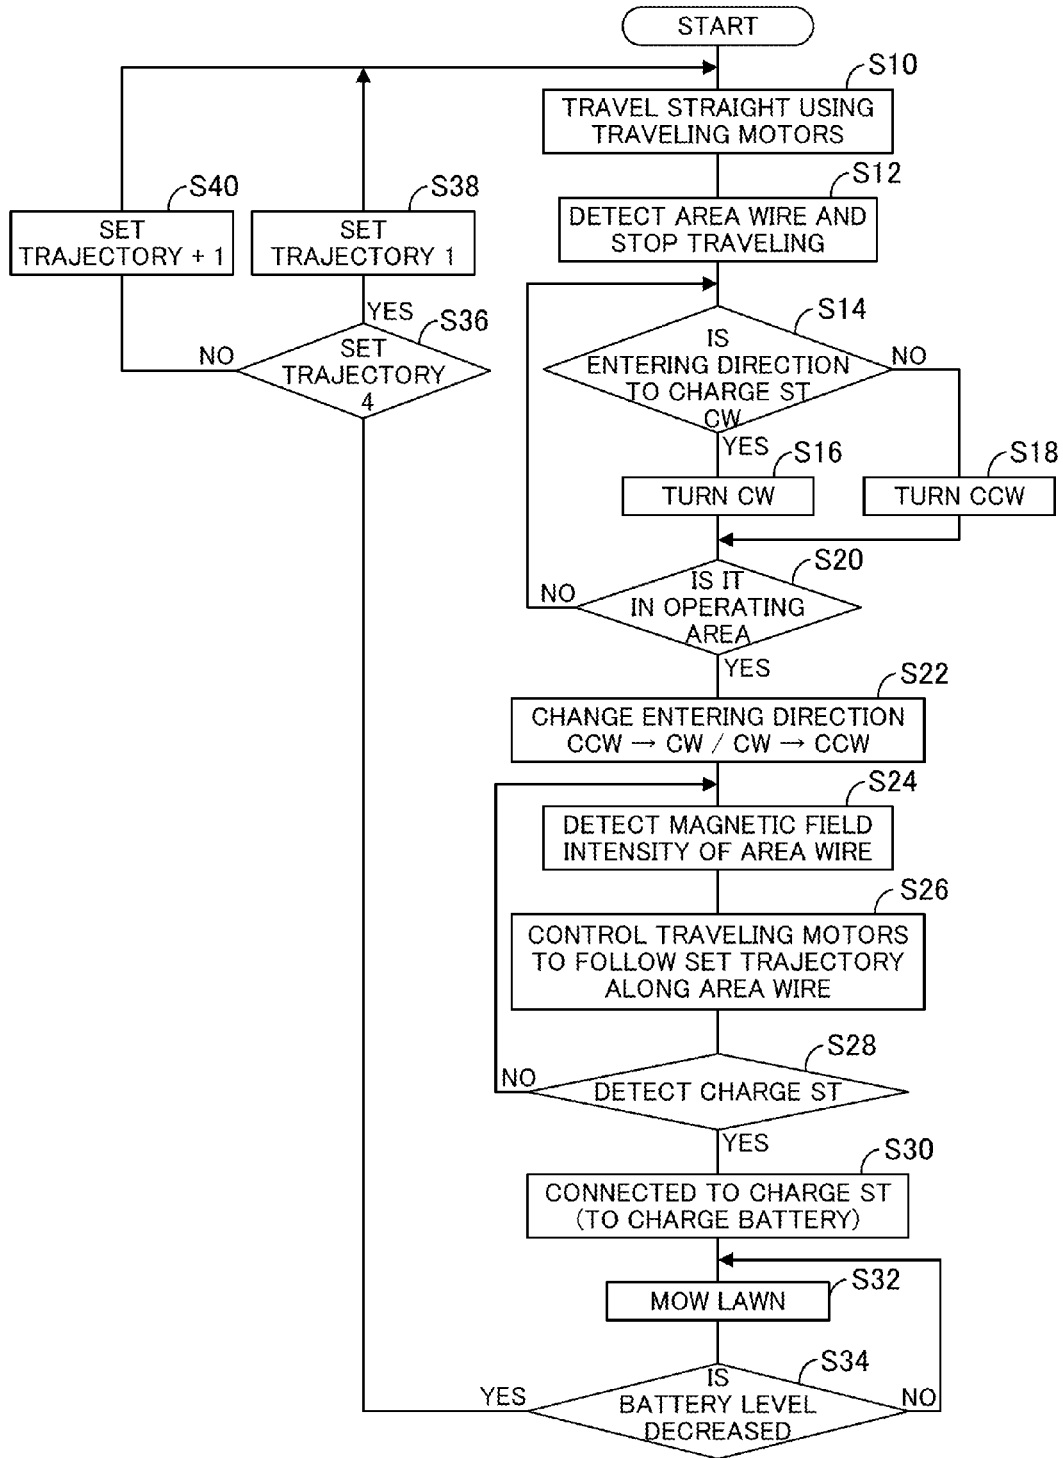 START
S10
TRAVEL STRAIGHT USING
TRAVELING MOTORS
S12
DETECT AREA WIRE AND
STOP TRAVELING
S40
SET
TRAJECTORY + 1
S38
SET
TRAJECTORY 1
YES
S36
NO
SET
TRAJECTORY
4
S14
IS
ENTERING DIRECTION
TO CHARGE ST
CW
NO
YES
S16
TURN CW
S18
TURN CCW
S20
IS IT
IN OPERATING
AREA
NO
YES
S22
CHANGE ENTERING DIRECTION
CCW → CW / CW → CCW
S24
DETECT MAGNETIC FIELD
INTENSITY OF AREA WIRE
S26
CONTROL TRAVELING MOTORS
TO FOLLOW SET TRAJECTORY
ALONG AREA WIRE
S28
NO
DETECT CHARGE ST
YES
S30
CONNECTED TO CHARGE ST
(TO CHARGE BATTERY)
S32
MOW LAWN
S34
YES
IS
BATTERY LEVEL
DECREASED
NO